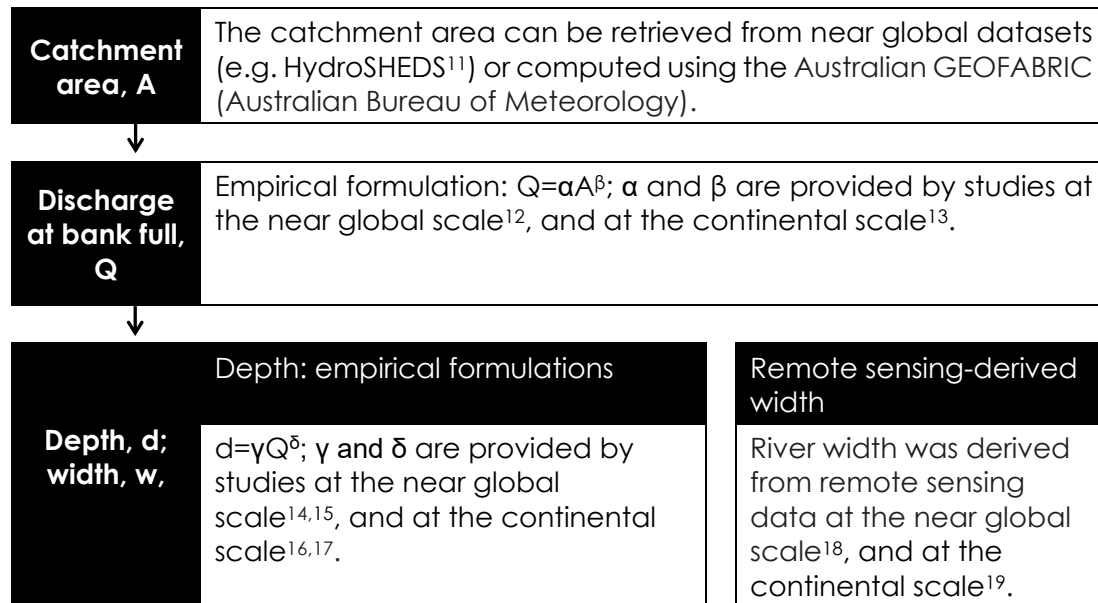 Catchment
area, A
The catchment area can be retrieved from near global datasets
(e.g. HydroSHEDS¹¹) or computed using the Australian GEOFABRIC
(Australian Bureau of Meteorology).
Discharge
at bank full,
Q
Empirical formulation: Q=αAᵝ; α and β are provided by studies at
the near global scale¹², and at the continental scale¹³.
Depth, d;
width, w,
Depth: empirical formulations
d=γQᵟ; γ and δ are provided by
studies at the near global
scale¹⁴,¹⁵, and at the continental
scale¹⁶,¹⁷.
Remote sensing-derived
width
River width was derived
from remote sensing
data at the near global
scale¹⁸, and at the
continental scale¹⁹.